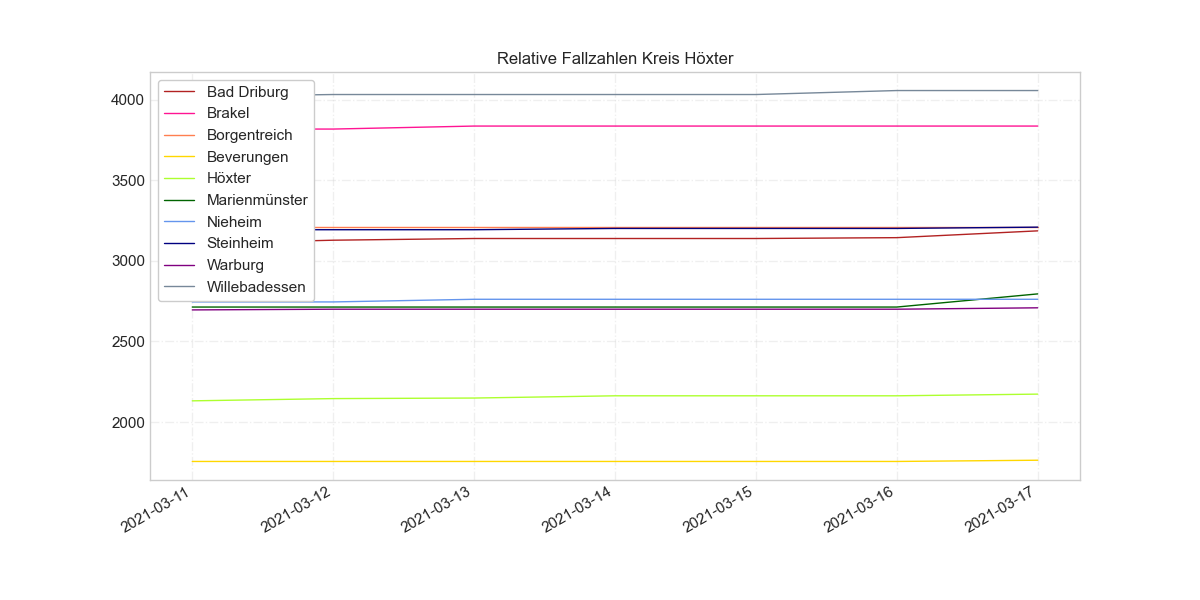 Relative Fallzahlen Kreis Höxter
Bad Driburg
Brakel
Borgentreich
Beverungen
Höxter
Marienmünster
Nieheim
Steinheim
Warburg
Willebadessen
4000
3500
3000
2500
2000
2021-03-11
2021-03-12
2021-03-13
2021-03-14
2021-03-15
2021-03-16
2021-03-17